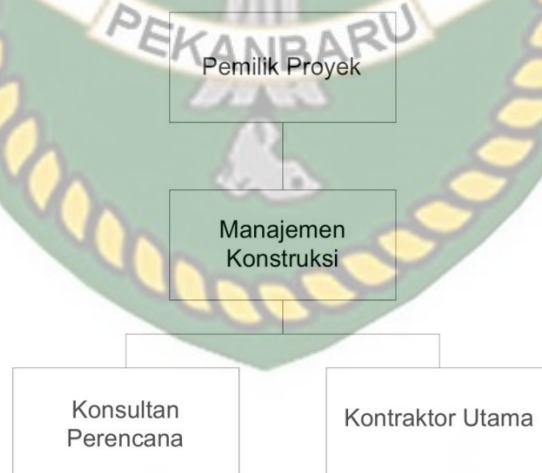 PEKANBARU
Pemilik Proyek
Manajemen
Konstruksi
Konsultan
Perencana
Kontraktor Utama